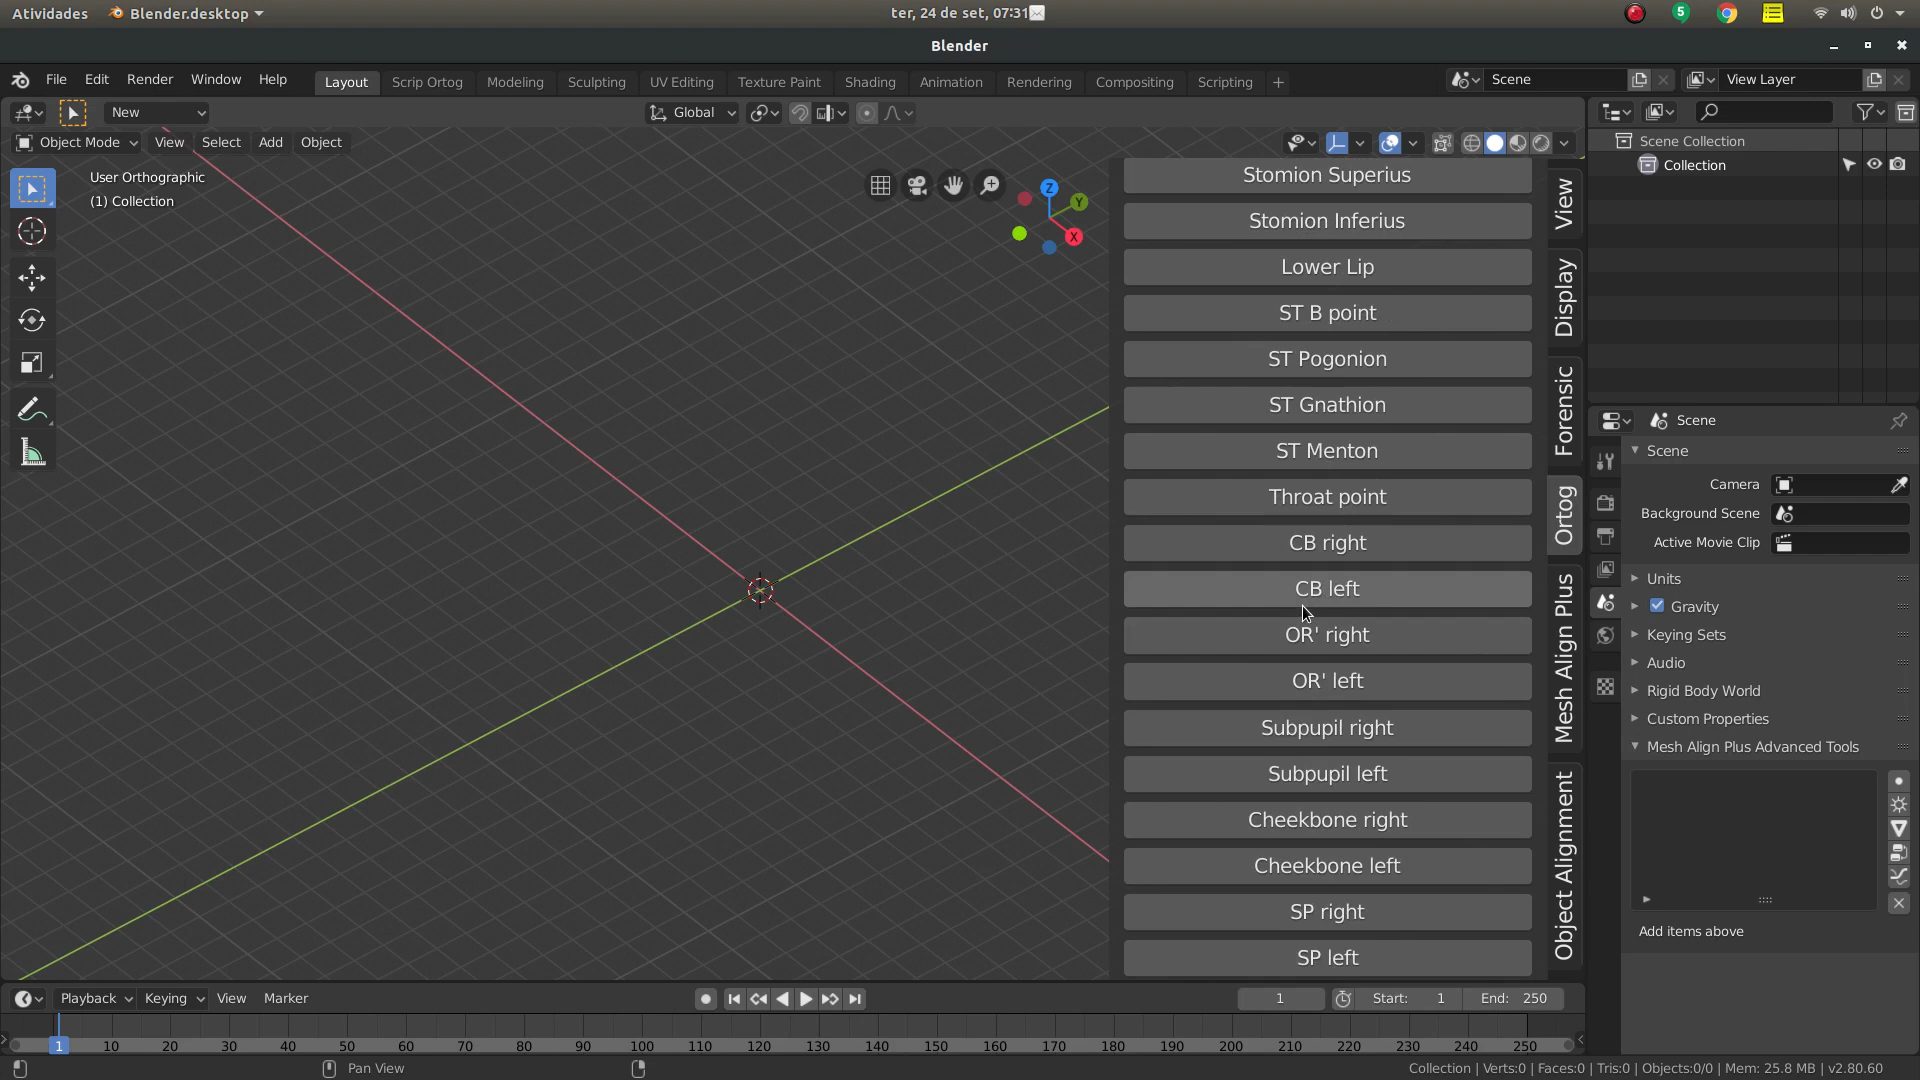 Atividades Blender.desktop ter, 24 de set, 07:31 5
Blender
File Edit Render Window Help Layout Scrip Ortog Modeling Sculpting UV Editing Texture Paint Shading Animation Rendering Compositing Scripting + Scene View Layer
New Global
Object Mode View Select Add Object
User Orthographic
(1) Collection
Z
Y
X
Stomion Superius
Stomion Inferius
Lower Lip
ST B point
ST Pogonion
ST Gnathion
ST Menton
Throat point
CB right
CB left
OR' right
OR' left
Subpupil right
Subpupil left
Cheekbone right
Cheekbone left
SP right
SP left
View
Display
Forensic
Ortog
Mesh Align Plus
Object Alignment
Scene Collection
Collection
Scene
Scene
Camera
Background Scene
Active Movie Clip
Units
Gravity
Keying Sets
Audio
Rigid Body World
Custom Properties
Mesh Align Plus Advanced Tools
Add items above
Playback Keying View Marker 1 Start: 1 End: 250
1 10 20 30 40 50 60 70 80 90 100 110 120 130 140 150 160 170 180 190 200 210 220 230 240 250
Pan View Collection | Verts:0 | Faces:0 | Tris:0 | Objects:0/0 | Mem: 25.8 MB | v2.80.60